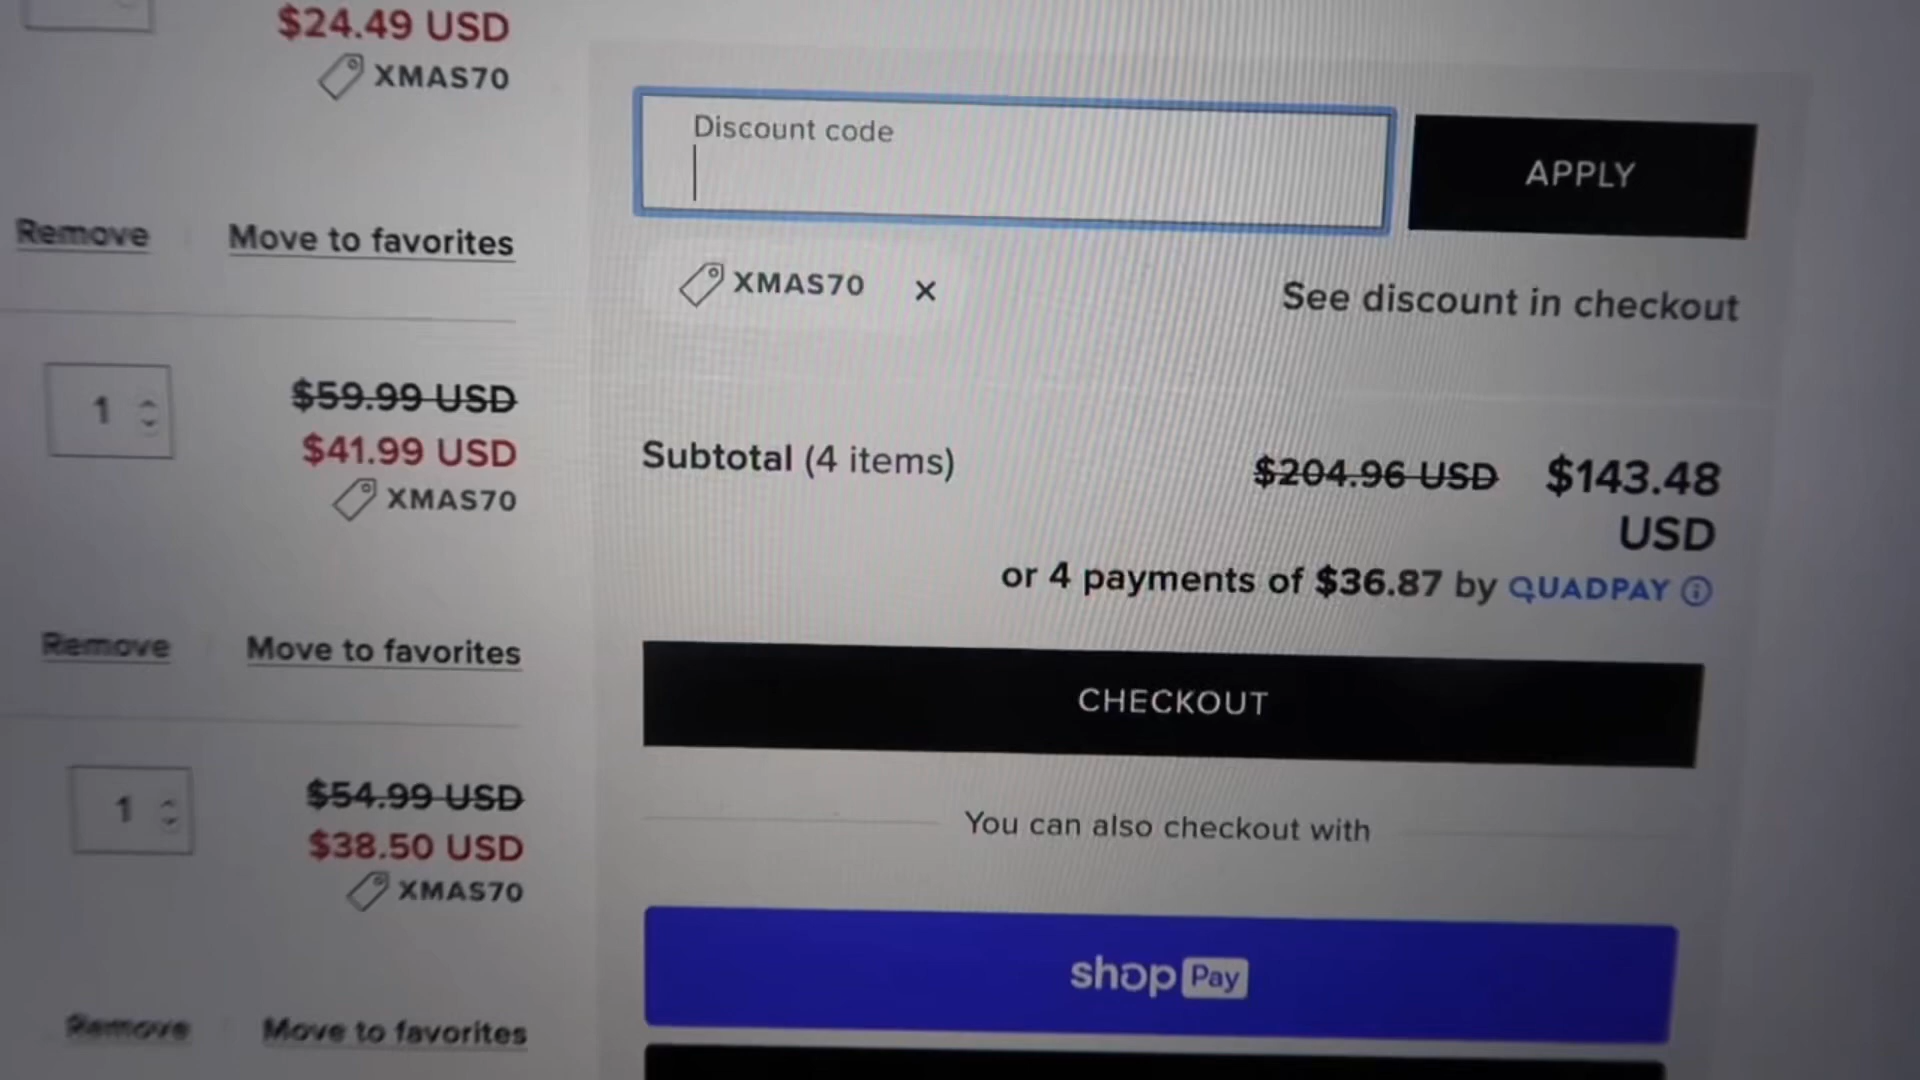 $24.49 USD
XMAS70
Remove
Move to favorites
1
$59.99 USD
$41.99 USD
XMAS70
Remove
Move to favorites
1
$54.99 USD
$38.50 USD
XMAS70
Remove
Move to favorites
Discount code
APPLY
XMAS70 ×
See discount in checkout
Subtotal (4 items)
$204.96 USD $143.48
USD
or 4 payments of $36.87 by QUADPAY ⓘ
CHECKOUT
You can also checkout with
shop Pay